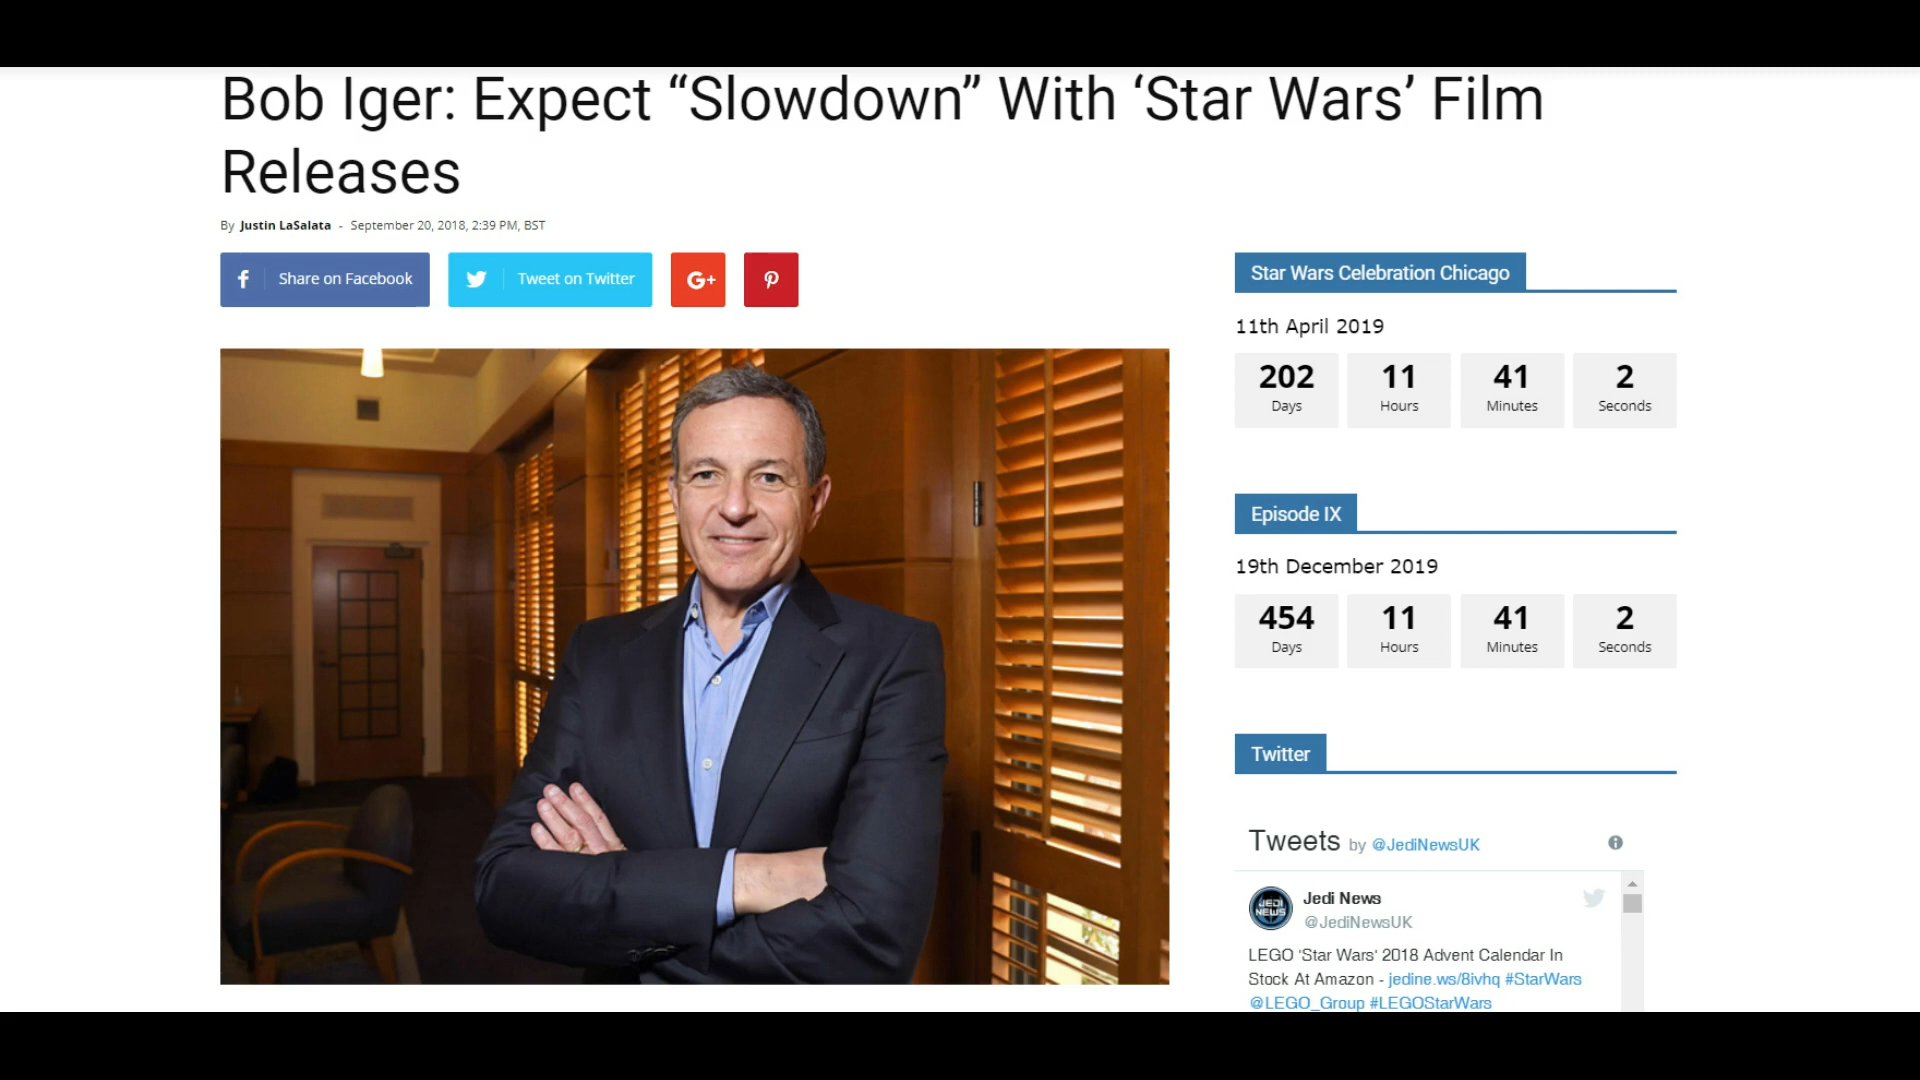 Bob Iger: Expect “Slowdown” With ‘Star Wars’ Film
Releases
By Justin LaSalata - September 20, 2018, 2:39 PM, BST
f Share on Facebook
Tweet on Twitter
G+
Star Wars Celebration Chicago
11th April 2019
202 11 41 2
Days Hours Minutes Seconds
Episode IX
19th December 2019
454 11 41 2
Days Hours Minutes Seconds
Twitter
Tweets by @JediNewsUK
JEDI
NEWS
Jedi News
@JediNewsUK
LEGO 'Star Wars' 2018 Advent Calendar In
Stock At Amazon - jedine.ws/8ivhq #StarWars
@LEGO_Group #LEGOStarWars